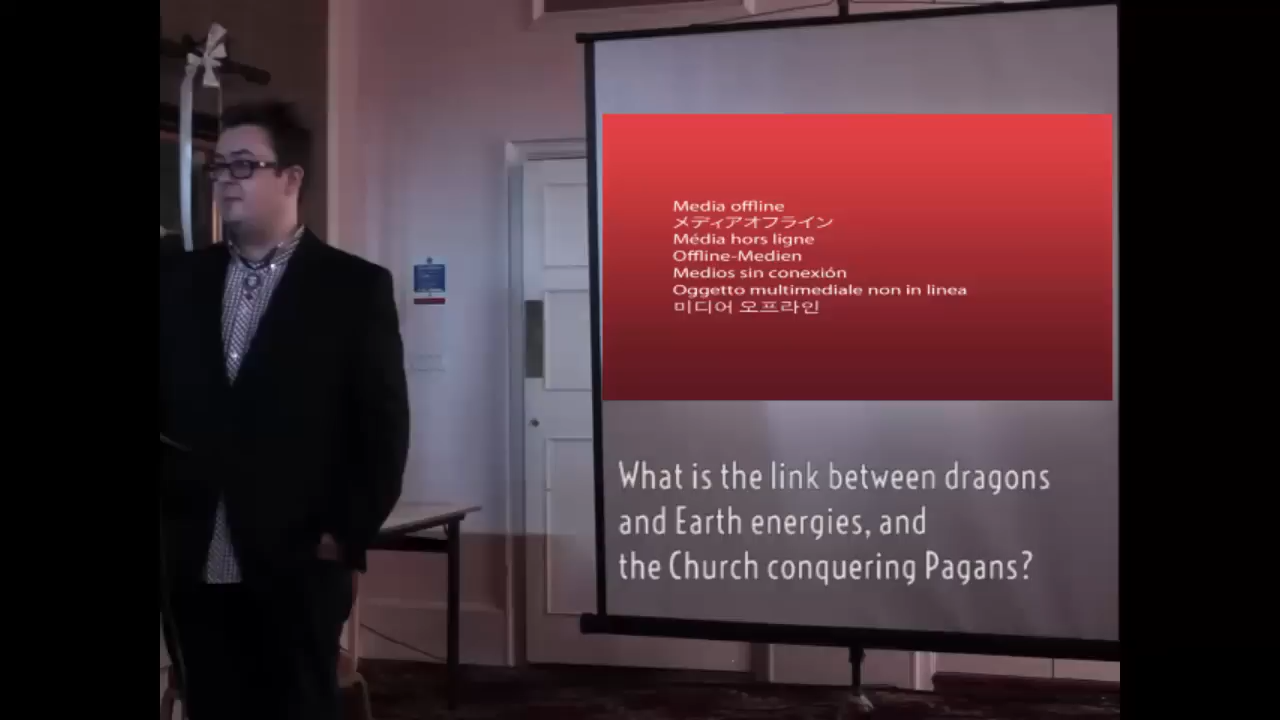 Media offline
メディアオフライン
Média hors ligne
Offline-Medien
Medios sin conexión
Oggetto multimediale non in linea
미디어 오프라인
What is the link between dragons
and Earth energies, and
the Church conquering Pagans?